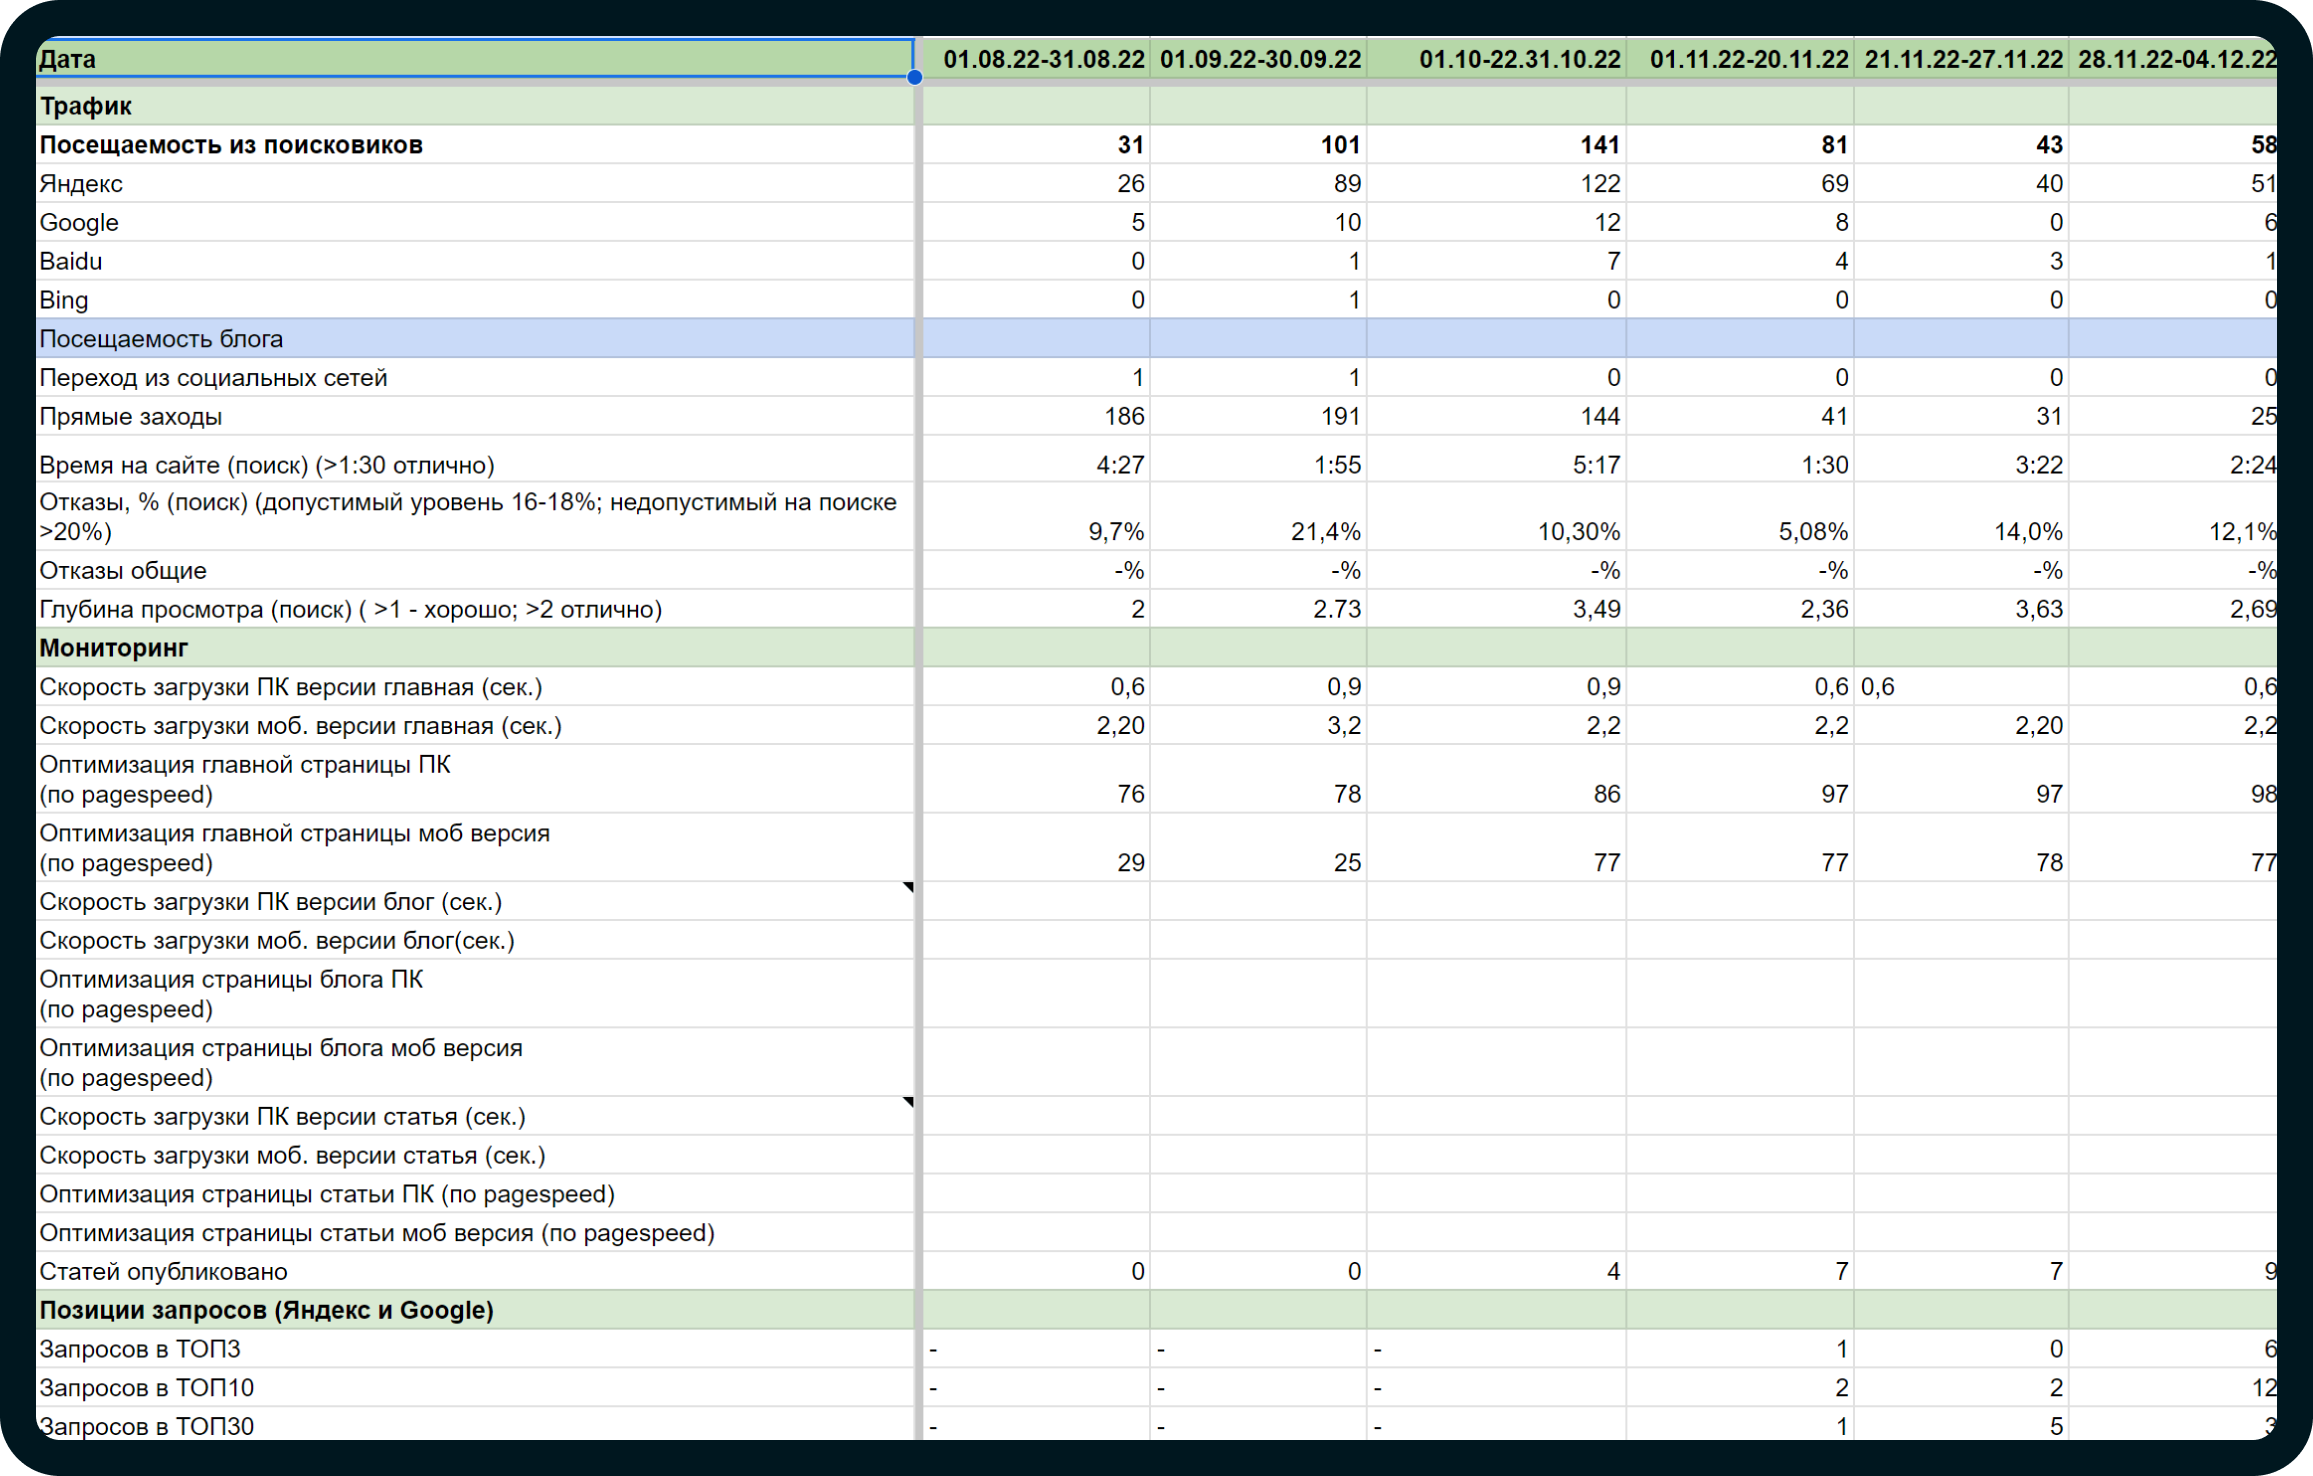 Дата 01.08.22-31.08.22 01.09.22-30.09.22 01.10-22.31.10.22 01.11.22-20.11.22 21.11.22-27.11.22 28.11.22-04.12.22
Трафик
Посещаемость из поисковиков 31 101 141 81 43 58
Яндекс 26 89 122 69 40 51
Google 5 10 12 8 0 6
Baidu 0 1 7 4 3 1
Bing 0 1 0 0 0 0
Посещаемость блога
Переход из социальных сетей 1 1 0 0 0 0
Прямые заходы 186 191 144 41 31 25
Время на сайте (поиск) (>1:30 отлично) 4:27 1:55 5:17 1:30 3:22 2:24
Отказы, % (поиск) (допустимый уровень 16-18%; недопустимый на поиске
>20%) 9,7% 21,4% 10,30% 5,08% 14,0% 12,1%
Отказы общие -% -% -% -% -% -%
Глубина просмотра (поиск) ( >1 - хорошо; >2 отлично) 2 2.73 3,49 2,36 3,63 2,69
Мониторинг
Скорость загрузки ПК версии главная (сек.) 0,6 0,9 0,9 0,6 0,6 0,6
Скорость загрузки моб. версии главная (сек.) 2,20 3,2 2,2 2,2 2,20 2,2
Оптимизация главной страницы ПК
(по pagespeed) 76 78 86 97 97 98
Оптимизация главной страницы моб версия
(по pagespeed) 29 25 77 77 78 77
Скорость загрузки ПК версии блог (сек.)
Скорость загрузки моб. версии блог(сек.)
Оптимизация страницы блога ПК
(по pagespeed)
Оптимизация страницы блога моб версия
(по pagespeed)
Скорость загрузки ПК версии статья (сек.)
Скорость загрузки моб. версии статья (сек.)
Оптимизация страницы статьи ПК (по pagespeed)
Оптимизация страницы статьи моб версия (по pagespeed)
Статей опубликовано 0 0 4 7 7 9
Позиции запросов (Яндекс и Google)
Запросов в ТОП3 - - - 1 0 6
Запросов в ТОП10 - - - 2 2 12
Запросов в ТОП30 - - - 1 5 3